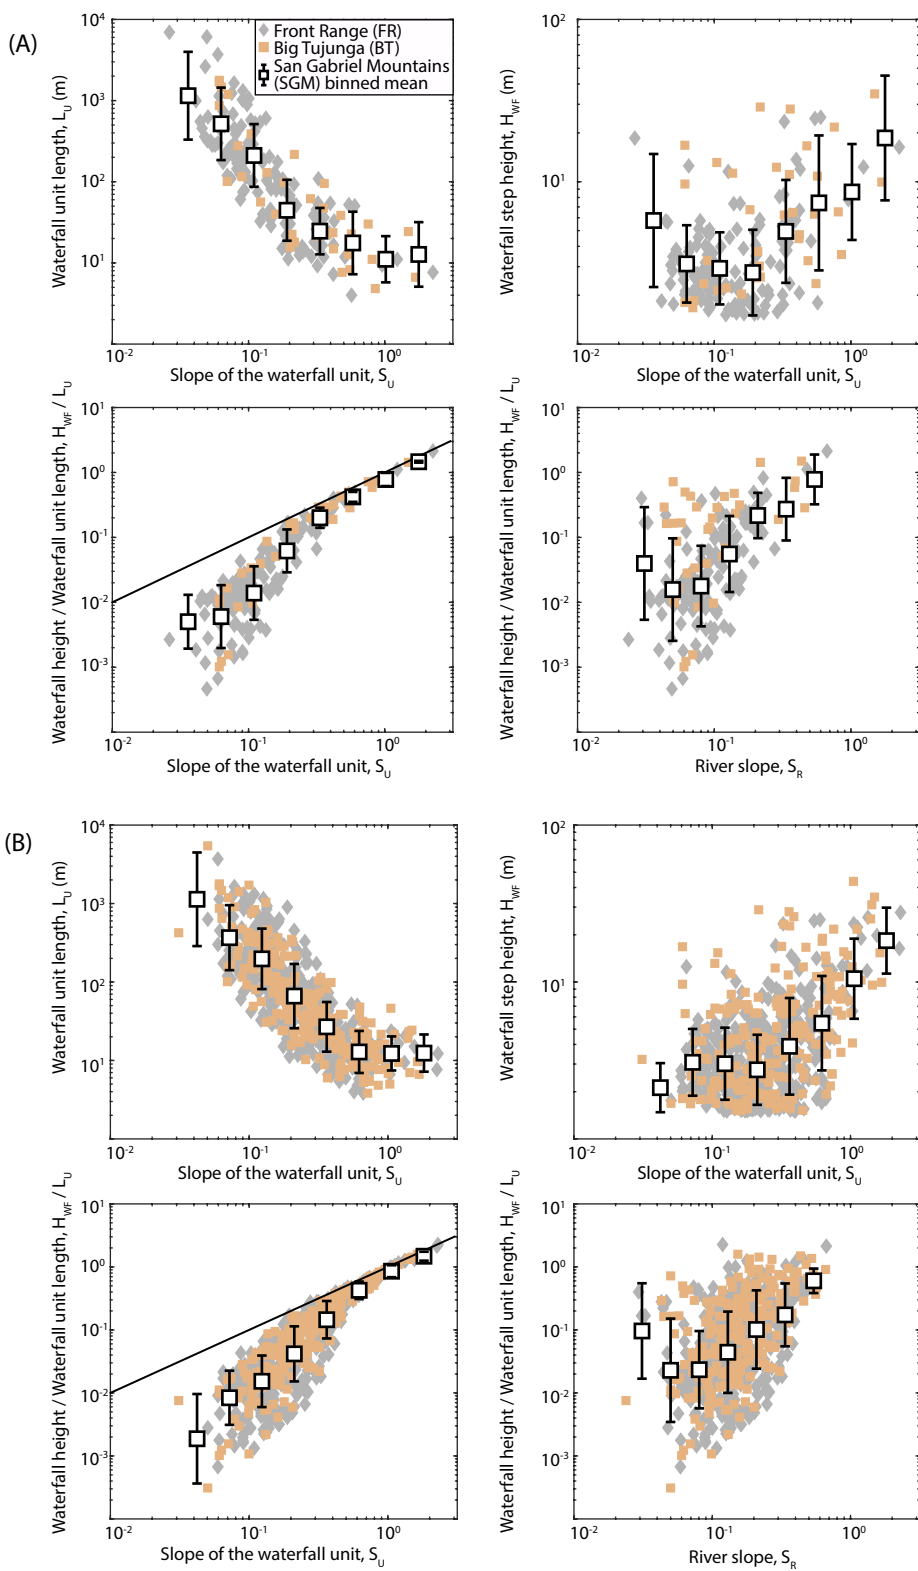 (A)
Front Range (FR)
Big Tujunga (BT)
San Gabriel Mountains
(SGM) binned mean
Waterfall unit length, L_U (m)
10^4
10^3
10^2
10^1
10^-2
10^-1
10^0
Slope of the waterfall unit, S_U
Waterfall step height, H_WF (m)
10^2
10^1
10^-2
10^-1
10^0
Slope of the waterfall unit, S_U
Waterfall height / Waterfall unit length, H_WF / L_U
10^1
10^0
10^-1
10^-2
10^-3
10^-2
10^-1
10^0
Slope of the waterfall unit, S_U
Waterfall height / Waterfall unit length, H_WF / L_U
10^1
10^0
10^-1
10^-2
10^-3
10^-2
10^-1
10^0
River slope, S_R
(B)
Waterfall unit length, L_U (m)
10^4
10^3
10^2
10^1
10^-2
10^-1
10^0
Slope of the waterfall unit, S_U
Waterfall step height, H_WF (m)
10^2
10^1
10^-2
10^-1
10^0
Slope of the waterfall unit, S_U
Waterfall height / Waterfall unit length, H_WF / L_U
10^1
10^0
10^-1
10^-2
10^-3
10^-2
10^-1
10^0
Slope of the waterfall unit, S_U
Waterfall height / Waterfall unit length, H_WF / L_U
10^1
10^0
10^-1
10^-2
10^-3
10^-2
10^-1
10^0
River slope, S_R